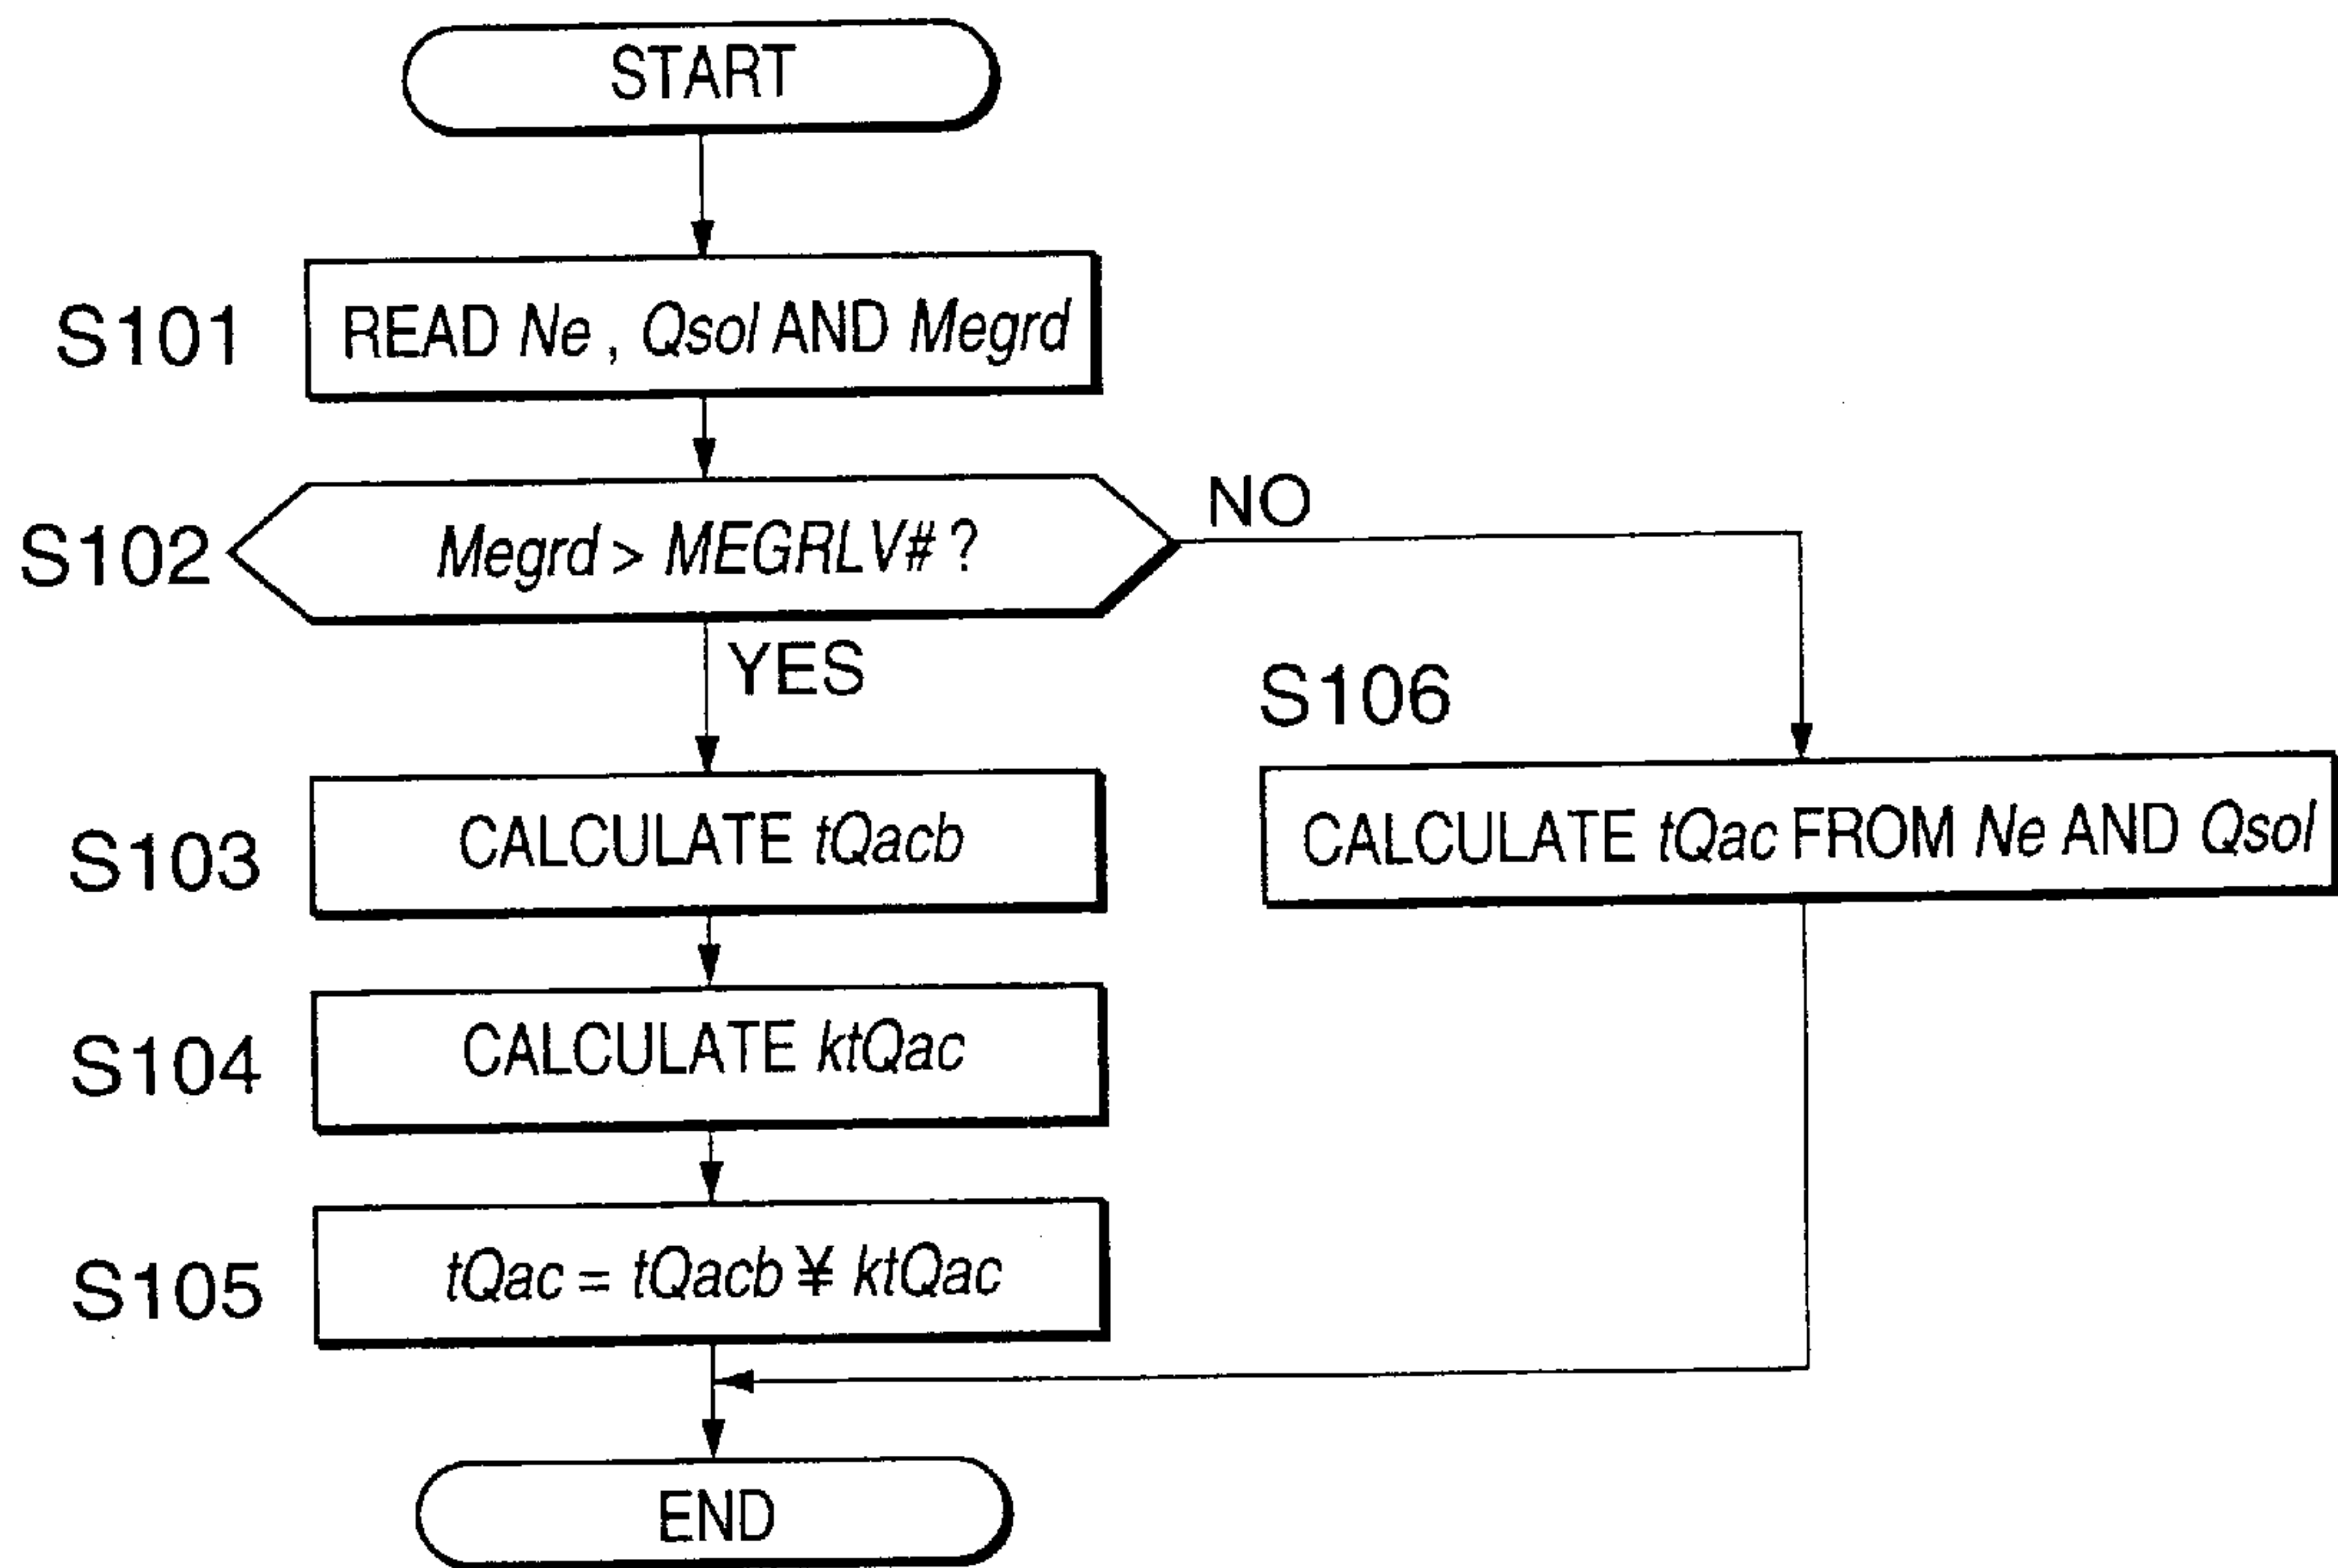 START
S101
READ Ne, Qsol AND Megrd
S102
Megrd > MEGRLV# ?
NO
YES
S106
S103
CALCULATE tQacb
CALCULATE tQac FROM Ne AND Qsol
S104
CALCULATE ktQac
S105
tQac = tQacb ¥ ktQac
END